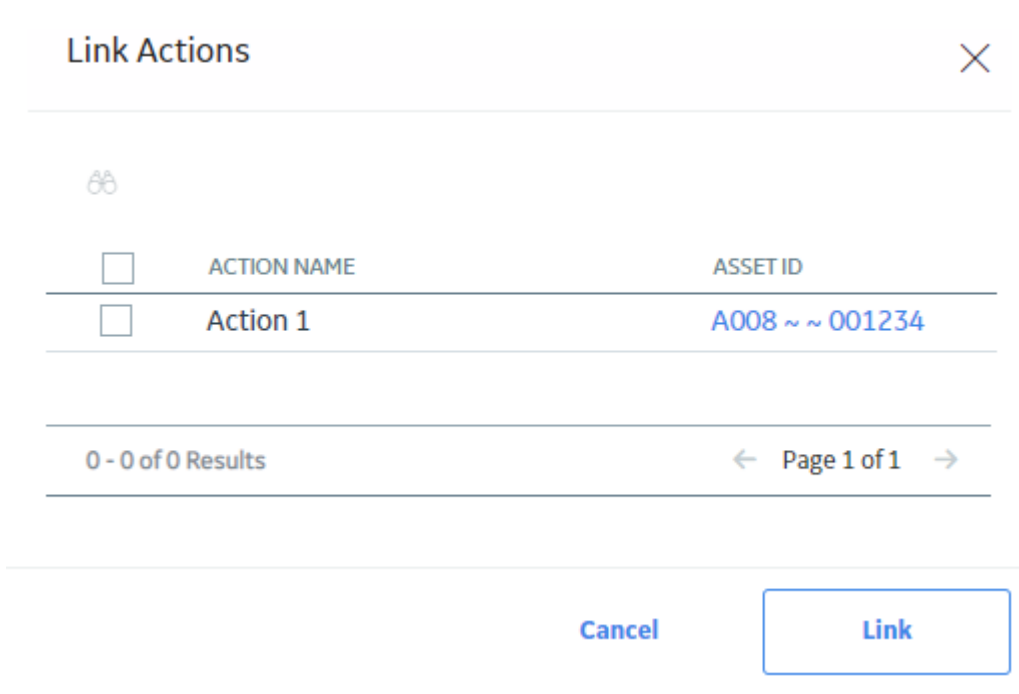 Link Actions
ACTION NAME ASSET ID
Action 1 A008 ~ ~ 001234
0 - 0 of 0 Results Page 1 of 1
Cancel Link